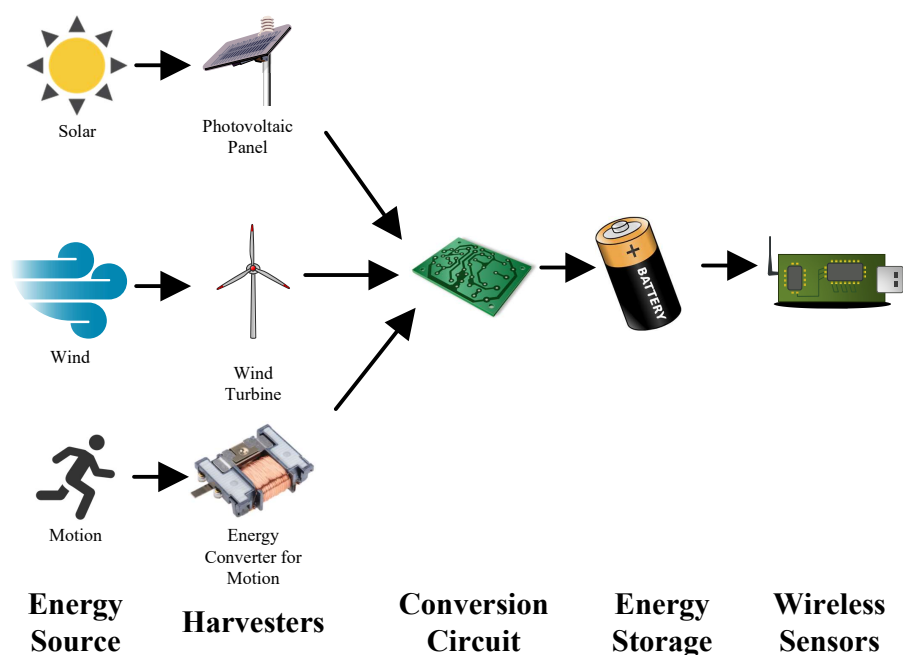 Solar
Photovoltaic
Panel
Wind
Wind
Turbine
+
BATTERY
Motion
Energy
Converter for
Motion
Energy
Source
Harvesters
Conversion
Circuit
Energy
Storage
Wireless
Sensors